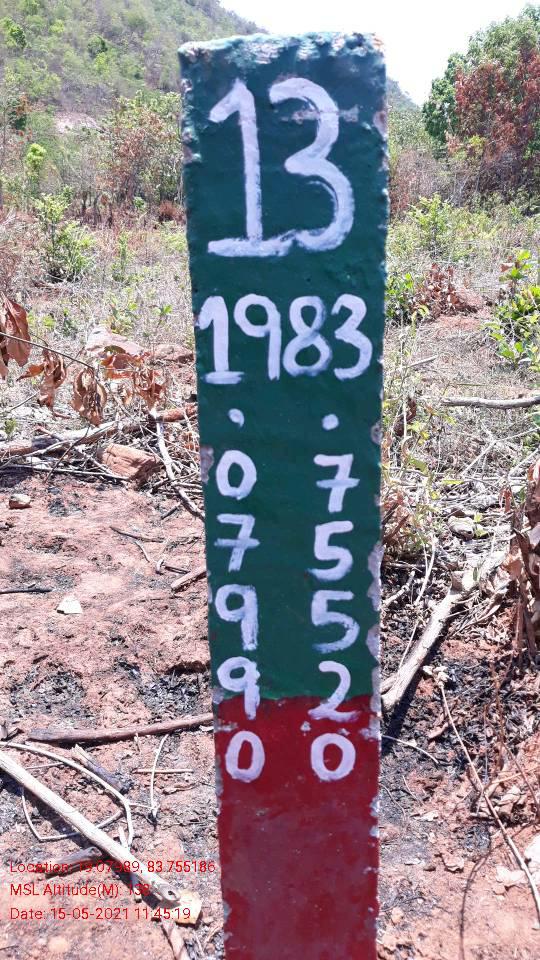 13
1983
. .
0 7
7 5
9 5
9 2
0 0
Location: 19.07989, 83.755186
MSL Altitude(M): 138
Date: 15-05-2021 11:45:19